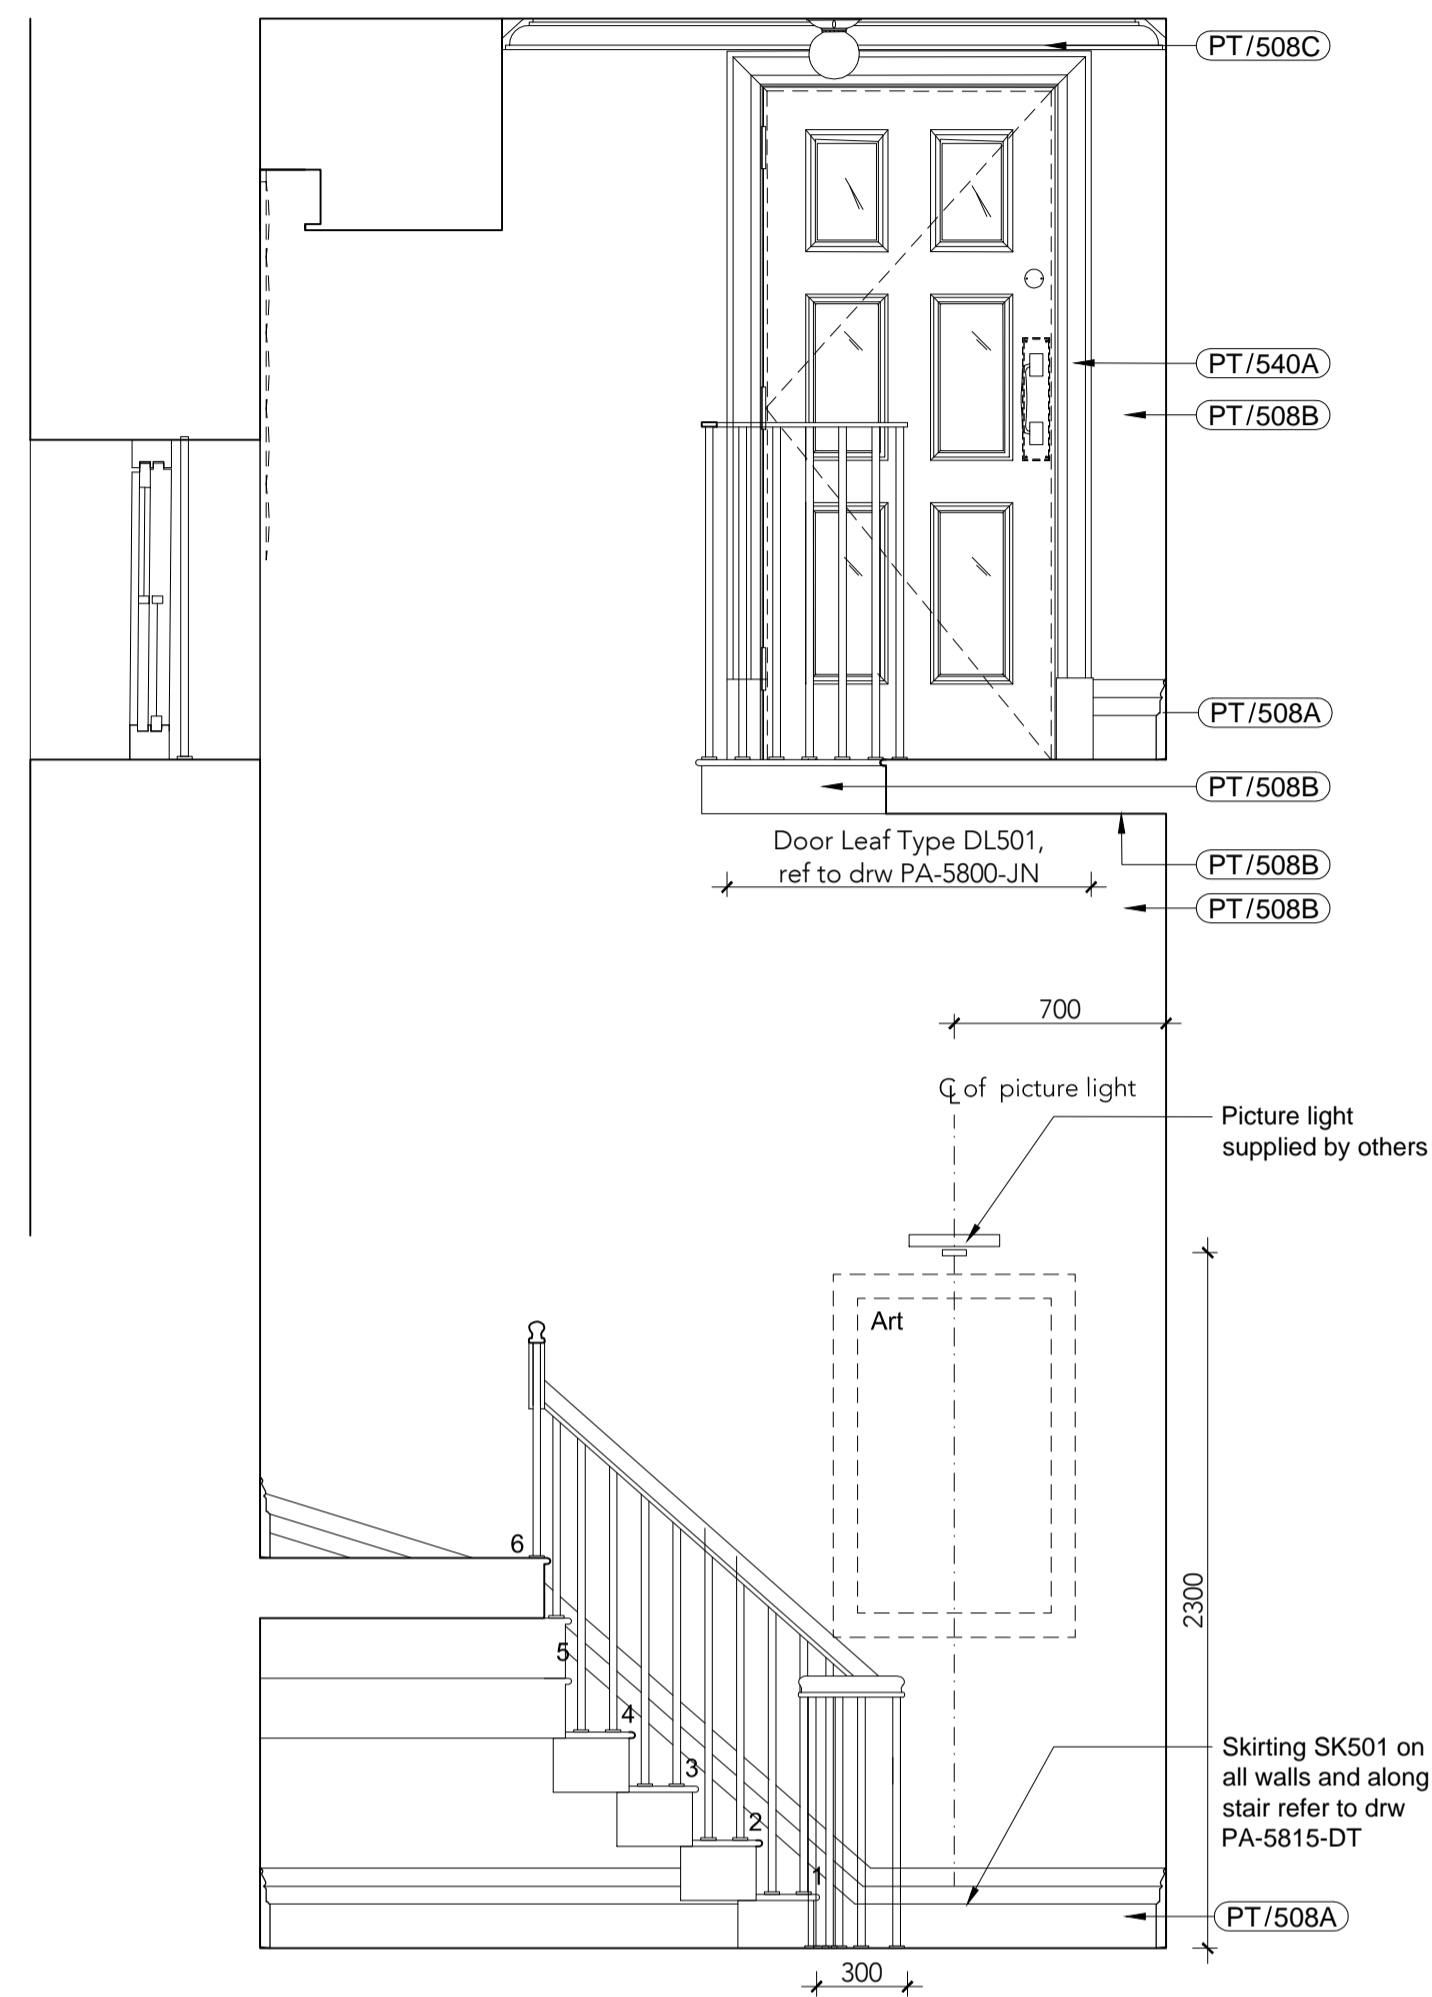 PT/508C
PT/540A
PT/508B
PT/508A
PT/508B
Door Leaf Type DL501,
ref to drw PA-5800-JN
PT/508B
PT/508B
700
℄ of picture light
Picture light
supplied by others
Art
2300
6
5
4
3
2
1
Skirting SK501 on
all walls and along
stair refer to drw
PA-5815-DT
PT/508A
300